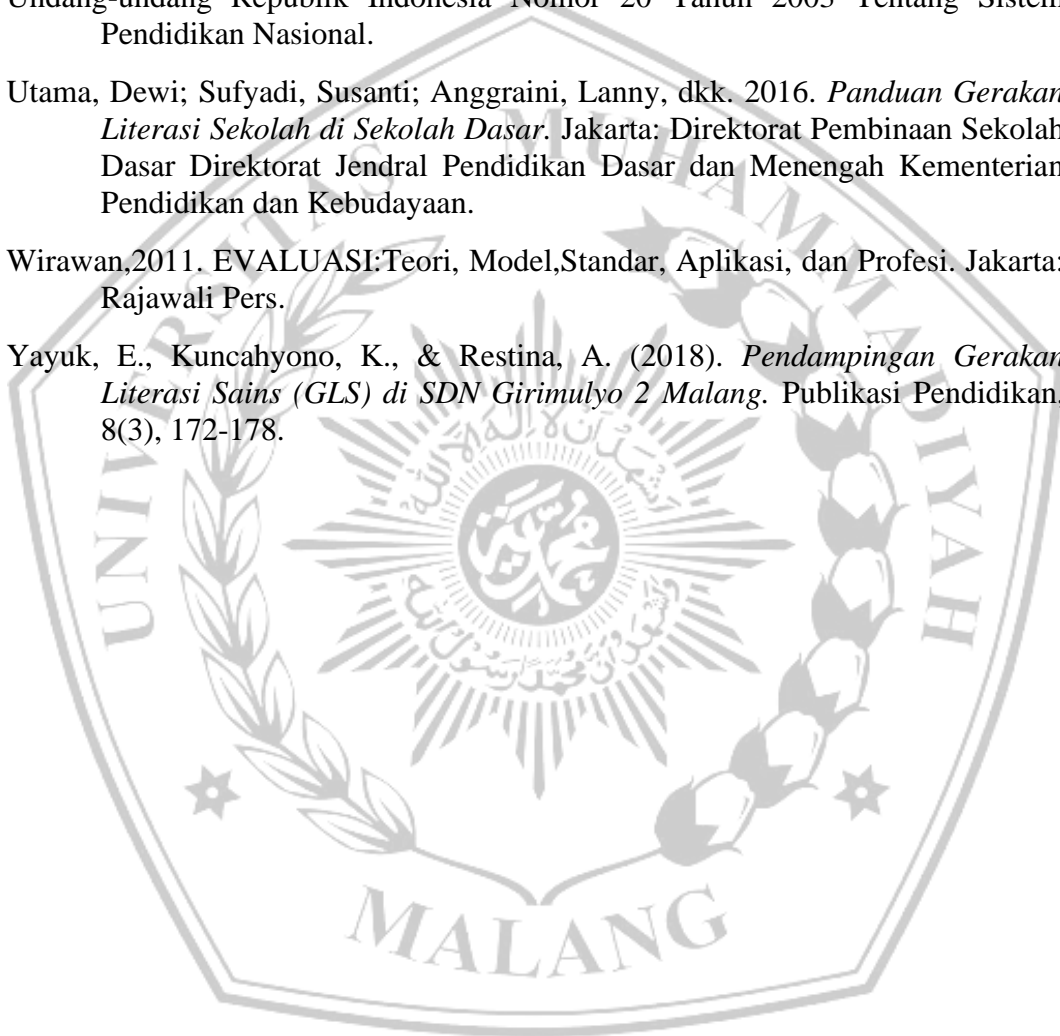 Undang-undang Republik Indonesia Nomor 20 Tahun 2003 Tentang Sistem
Pendidikan Nasional.
Utama, Dewi; Sufyadi, Susanti; Anggraini, Lanny, dkk. 2016. Panduan Gerakan
Literasi Sekolah di Sekolah Dasar. Jakarta: Direktorat Pembinaan Sekolah
Dasar Direktorat Jendral Pendidikan Dasar dan Menengah Kementerian
Pendidikan dan Kebudayaan.
Wirawan,2011. EVALUASI:Teori, Model,Standar, Aplikasi, dan Profesi. Jakarta:
Rajawali Pers.
Yayuk, E., Kuncahyono, K., & Restina, A. (2018). Pendampingan Gerakan
Literasi Sains (GLS) di SDN Girimulyo 2 Malang. Publikasi Pendidikan,
8(3), 172-178.
UNIVERSITAS MUHAMMADIYAH
MALANG